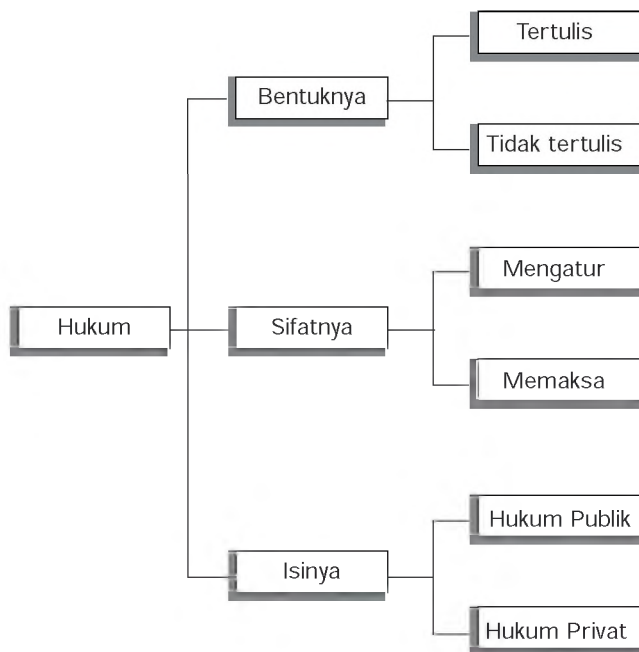 Hukum
Bentuknya
Tertulis
Tidak tertulis
Sifatnya
Mengatur
Memaksa
Isinya
Hukum Publik
Hukum Privat